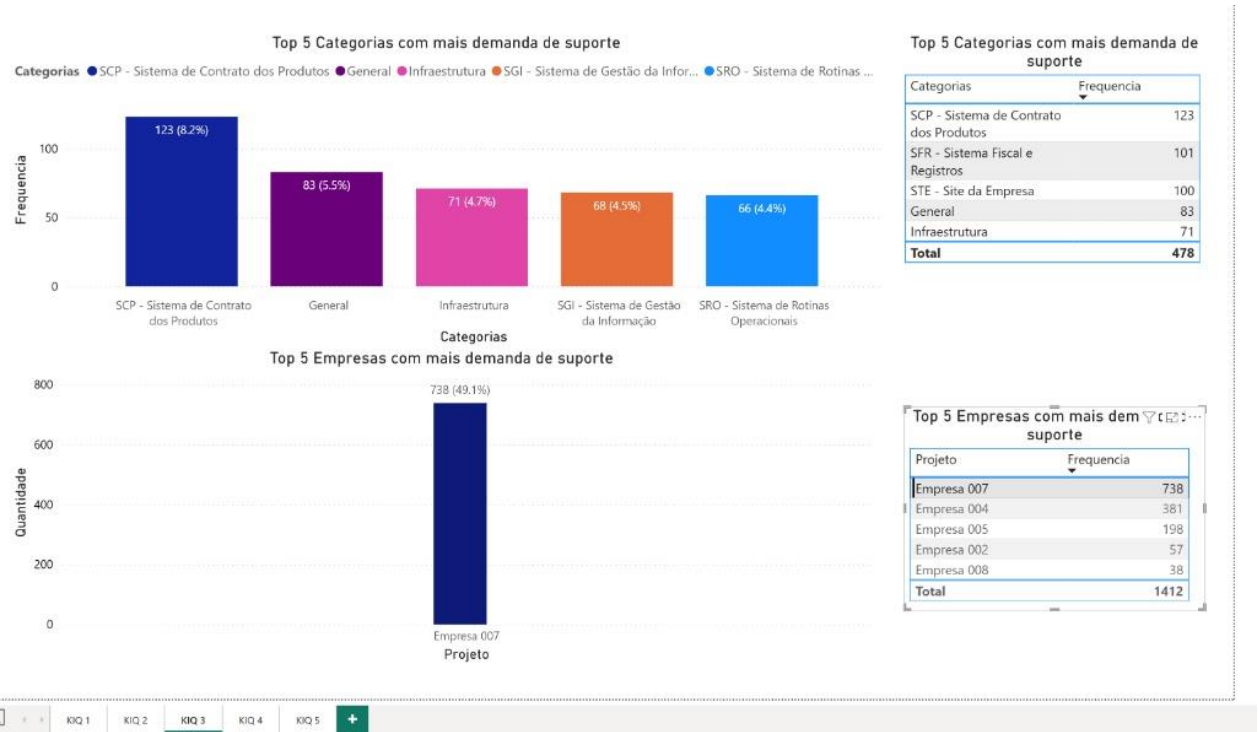 Top 5 Categorias com mais demanda de suporte
Categorias SCP - Sistema de Contrato dos Produtos General Infraestrutura SGI - Sistema de Gestão da Infor... SRO - Sistema de Rotinas ...
Frequencia
100
50
0
123 (8.2%)
83 (5.5%)
71 (4.7%)
68 (4.5%)
66 (4.4%)
SCP - Sistema de Contrato
dos Produtos
General
Infraestrutura
SGI - Sistema de Gestão
da Informação
SRO - Sistema de Rotinas
Operacionais
Categorias
Top 5 Categorias com mais demanda de
suporte
Categorias Frequencia
SCP - Sistema de Contrato
dos Produtos 123
SFR - Sistema Fiscal e
Registros 101
STE - Site da Empresa 100
General 83
Infraestrutura 71
Total 478
Top 5 Empresas com mais demanda de suporte
Quantidade
800
600
400
200
0
738 (49.1%)
Empresa 007
Projeto
Top 5 Empresas com mais dem
suporte
Projeto Frequencia
Empresa 007 738
Empresa 004 381
Empresa 005 198
Empresa 002 57
Empresa 008 38
Total 1412
KIQ 1 KIQ 2 KIQ 3 KIQ 4 KIQ 5 +